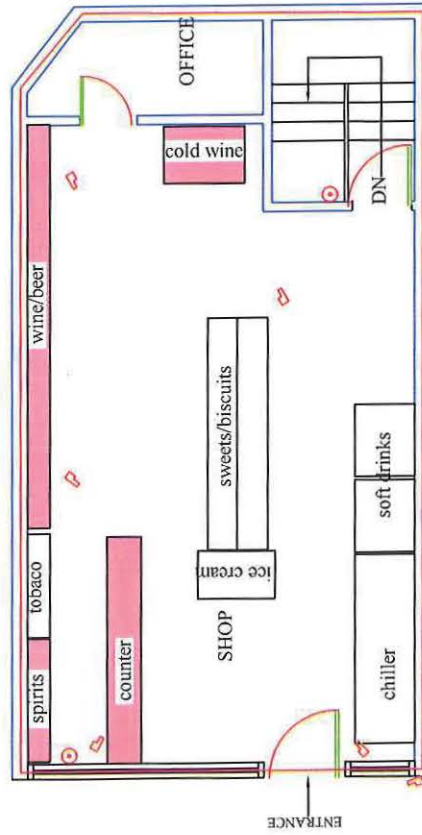 OFFICE
cold wine
DN
wine/beer
sweets/biscuits
soft drinks
tobaco
ice cream
SHOP
spirits
counter
chiller
ENTRANCE